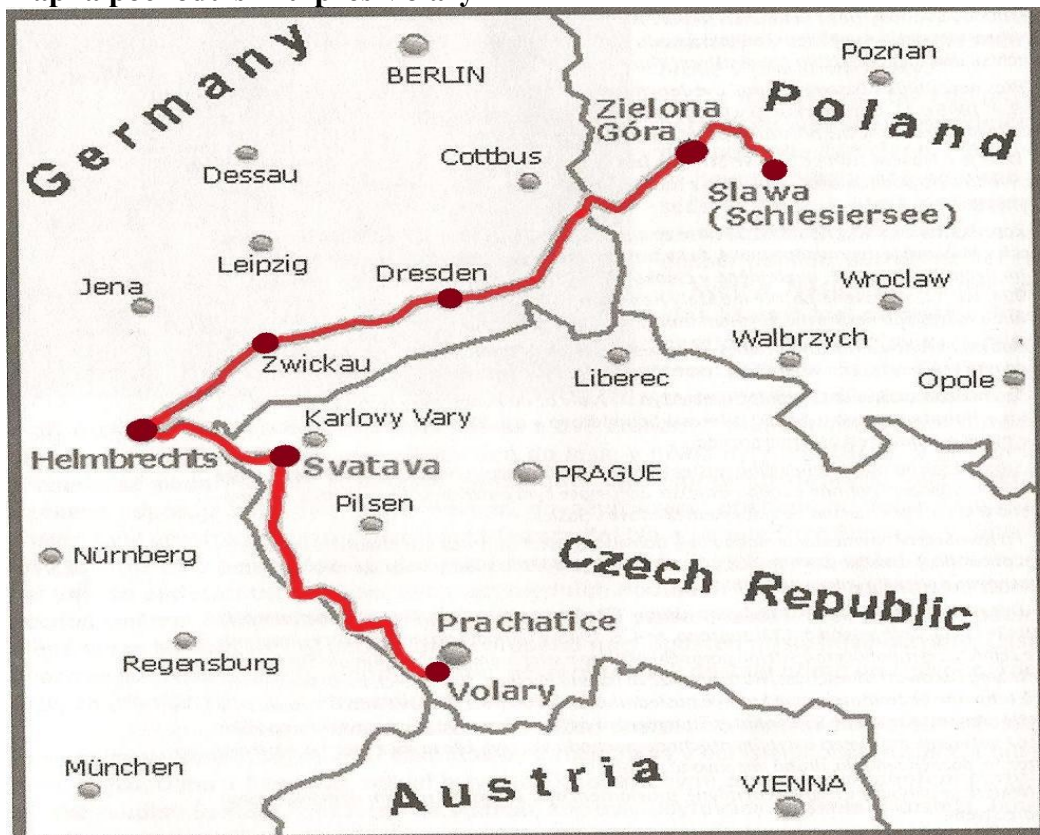 Germany
BERLIN
Poznan
Poland
Zielona
Góra
Cottbus
Dessau
Slawa
(Schlesiersee)
Leipzig
Dresden
Jena
Wroclaw
Zwickau
Walbrzych
Liberec
Opole
Karlovy Vary
Helmbrechts
Svatava
PRAGUE
Pilsen
Nürnberg
Czech Republic
Prachatice
Regensburg
Volary
München
Austria
VIENNA